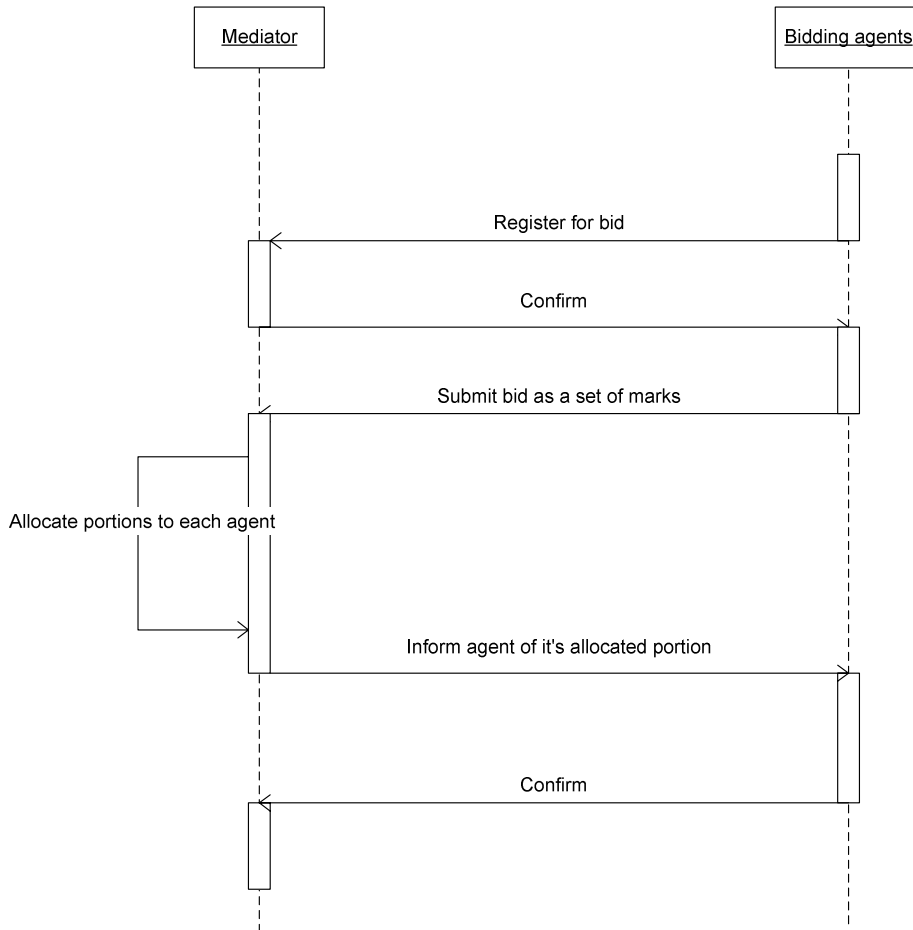 Mediator
Bidding agents
Register for bid
Confirm
Submit bid as a set of marks
Allocate portions to each agent
Inform agent of it's allocated portion
Confirm